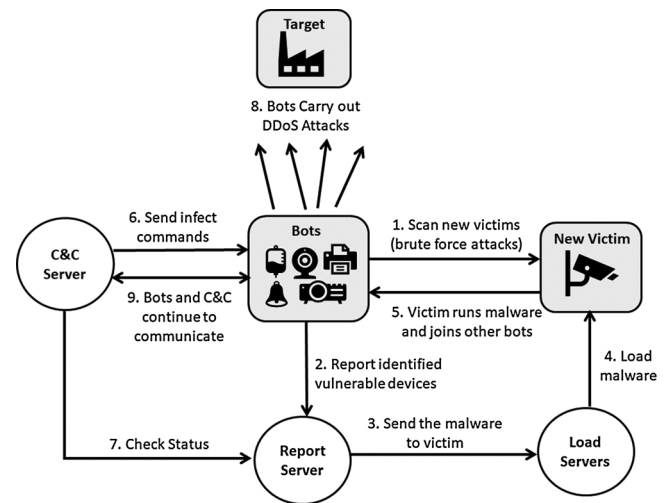 Target
8. Bots Carry out
DDoS Attacks
6. Send infect
commands
Bots
1. Scan new victims
(brute force attacks)
New Victim
C&C
Server
9. Bots and C&C
continue to
communicate
5. Victim runs malware
and joins other bots
2. Report identified
vulnerable devices
4. Load
malware
7. Check Status
Report
Server
3. Send the malware
to victim
Load
Servers